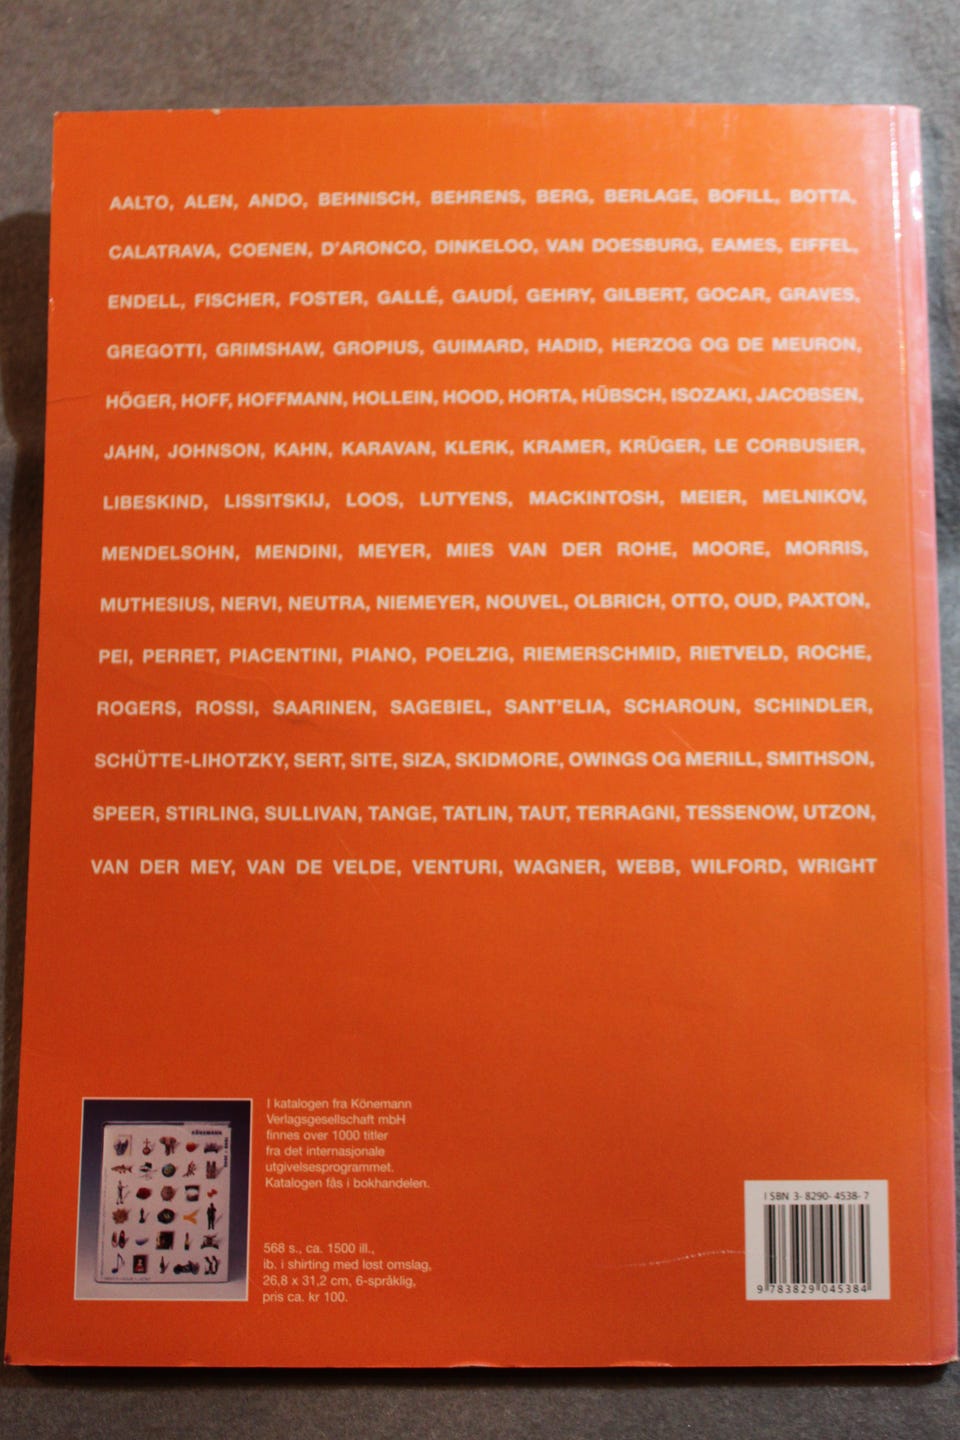 AALTO, ALEN, ANDO, BEHNISCH, BEHRENS, BERG, BERLAGE, BOFILL, BOTTA,
CALATRAVA, COENEN, D'ARONCO, DINKELOO, VAN DOESBURG, EAMES, EIFFEL,
ENDELL, FISCHER, FOSTER, GALLÉ, GAUDÍ, GEHRY, GILBERT, GOCAR, GRAVES,
GREGOTTI, GRIMSHAW, GROPIUS, GUIMARD, HADID, HERZOG OG DE MEURON,
HÖGER, HOFF, HOFFMANN, HOLLEIN, HOOD, HORTA, HÜBSCH, ISOZAKI, JACOBSEN,
JAHN, JOHNSON, KAHN, KARAVAN, KLERK, KRAMER, KRÜGER, LE CORBUSIER,
LIBESKIND, LISSITSKIJ, LOOS, LUTYENS, MACKINTOSH, MEIER, MELNIKOV,
MENDELSOHN, MENDINI, MEYER, MIES VAN DER ROHE, MOORE, MORRIS,
MUTHESIUS, NERVI, NEUTRA, NIEMEYER, NOUVEL, OLBRICH, OTTO, OUD, PAXTON,
PEI, PERRET, PIACENTINI, PIANO, POELZIG, RIEMERSCHMID, RIETVELD, ROCHE,
ROGERS, ROSSI, SAARINEN, SAGEBIEL, SANT'ELIA, SCHAROUN, SCHINDLER,
SCHÜTTE-LIHOTZKY, SERT, SITE, SIZA, SKIDMORE, OWINGS OG MERILL, SMITHSON,
SPEER, STIRLING, SULLIVAN, TANGE, TATLIN, TAUT, TERRAGNI, TESSENOW, UTZON,
VAN DER MEY, VAN DE VELDE, VENTURI, WAGNER, WEBB, WILFORD, WRIGHT
KÖNEMANN
I katalogen fra Könemann
Verlagsgesellschaft mbH
finnes over 1000 titler
fra det internasjonale
utgivelsesprogrammet.
Katalogen fås i bokhandelen.
568 s., ca. 1500 ill.,
ib. i shirting med løst omslag,
26,8 x 31,2 cm, 6-språklig,
pris ca. kr 100.
ISBN 3-8290-4538-7
9 783829 045384